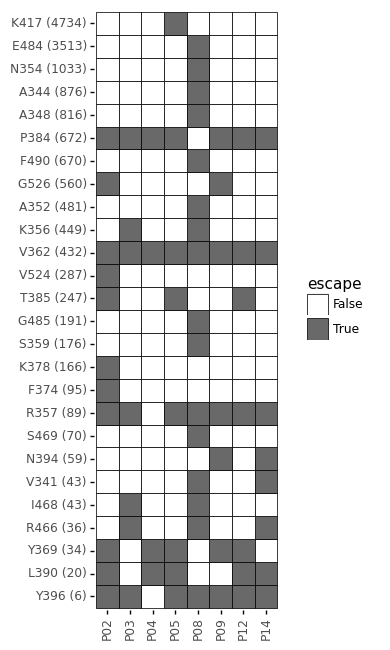 K417 (4734)
E484 (3513)
N354 (1033)
A344 (876)
A348 (816)
P384 (672)
F490 (670)
G526 (560)
A352 (481)
K356 (449)
V362 (432)
V524 (287)
T385 (247)
G485 (191)
S359 (176)
K378 (166)
F374 (95)
R357 (89)
S469 (70)
N394 (59)
V341 (43)
I468 (43)
R466 (36)
Y369 (34)
L390 (20)
Y396 (6)
P02 P03 P04 P05 P08 P09 P12 P14
escape
False
True